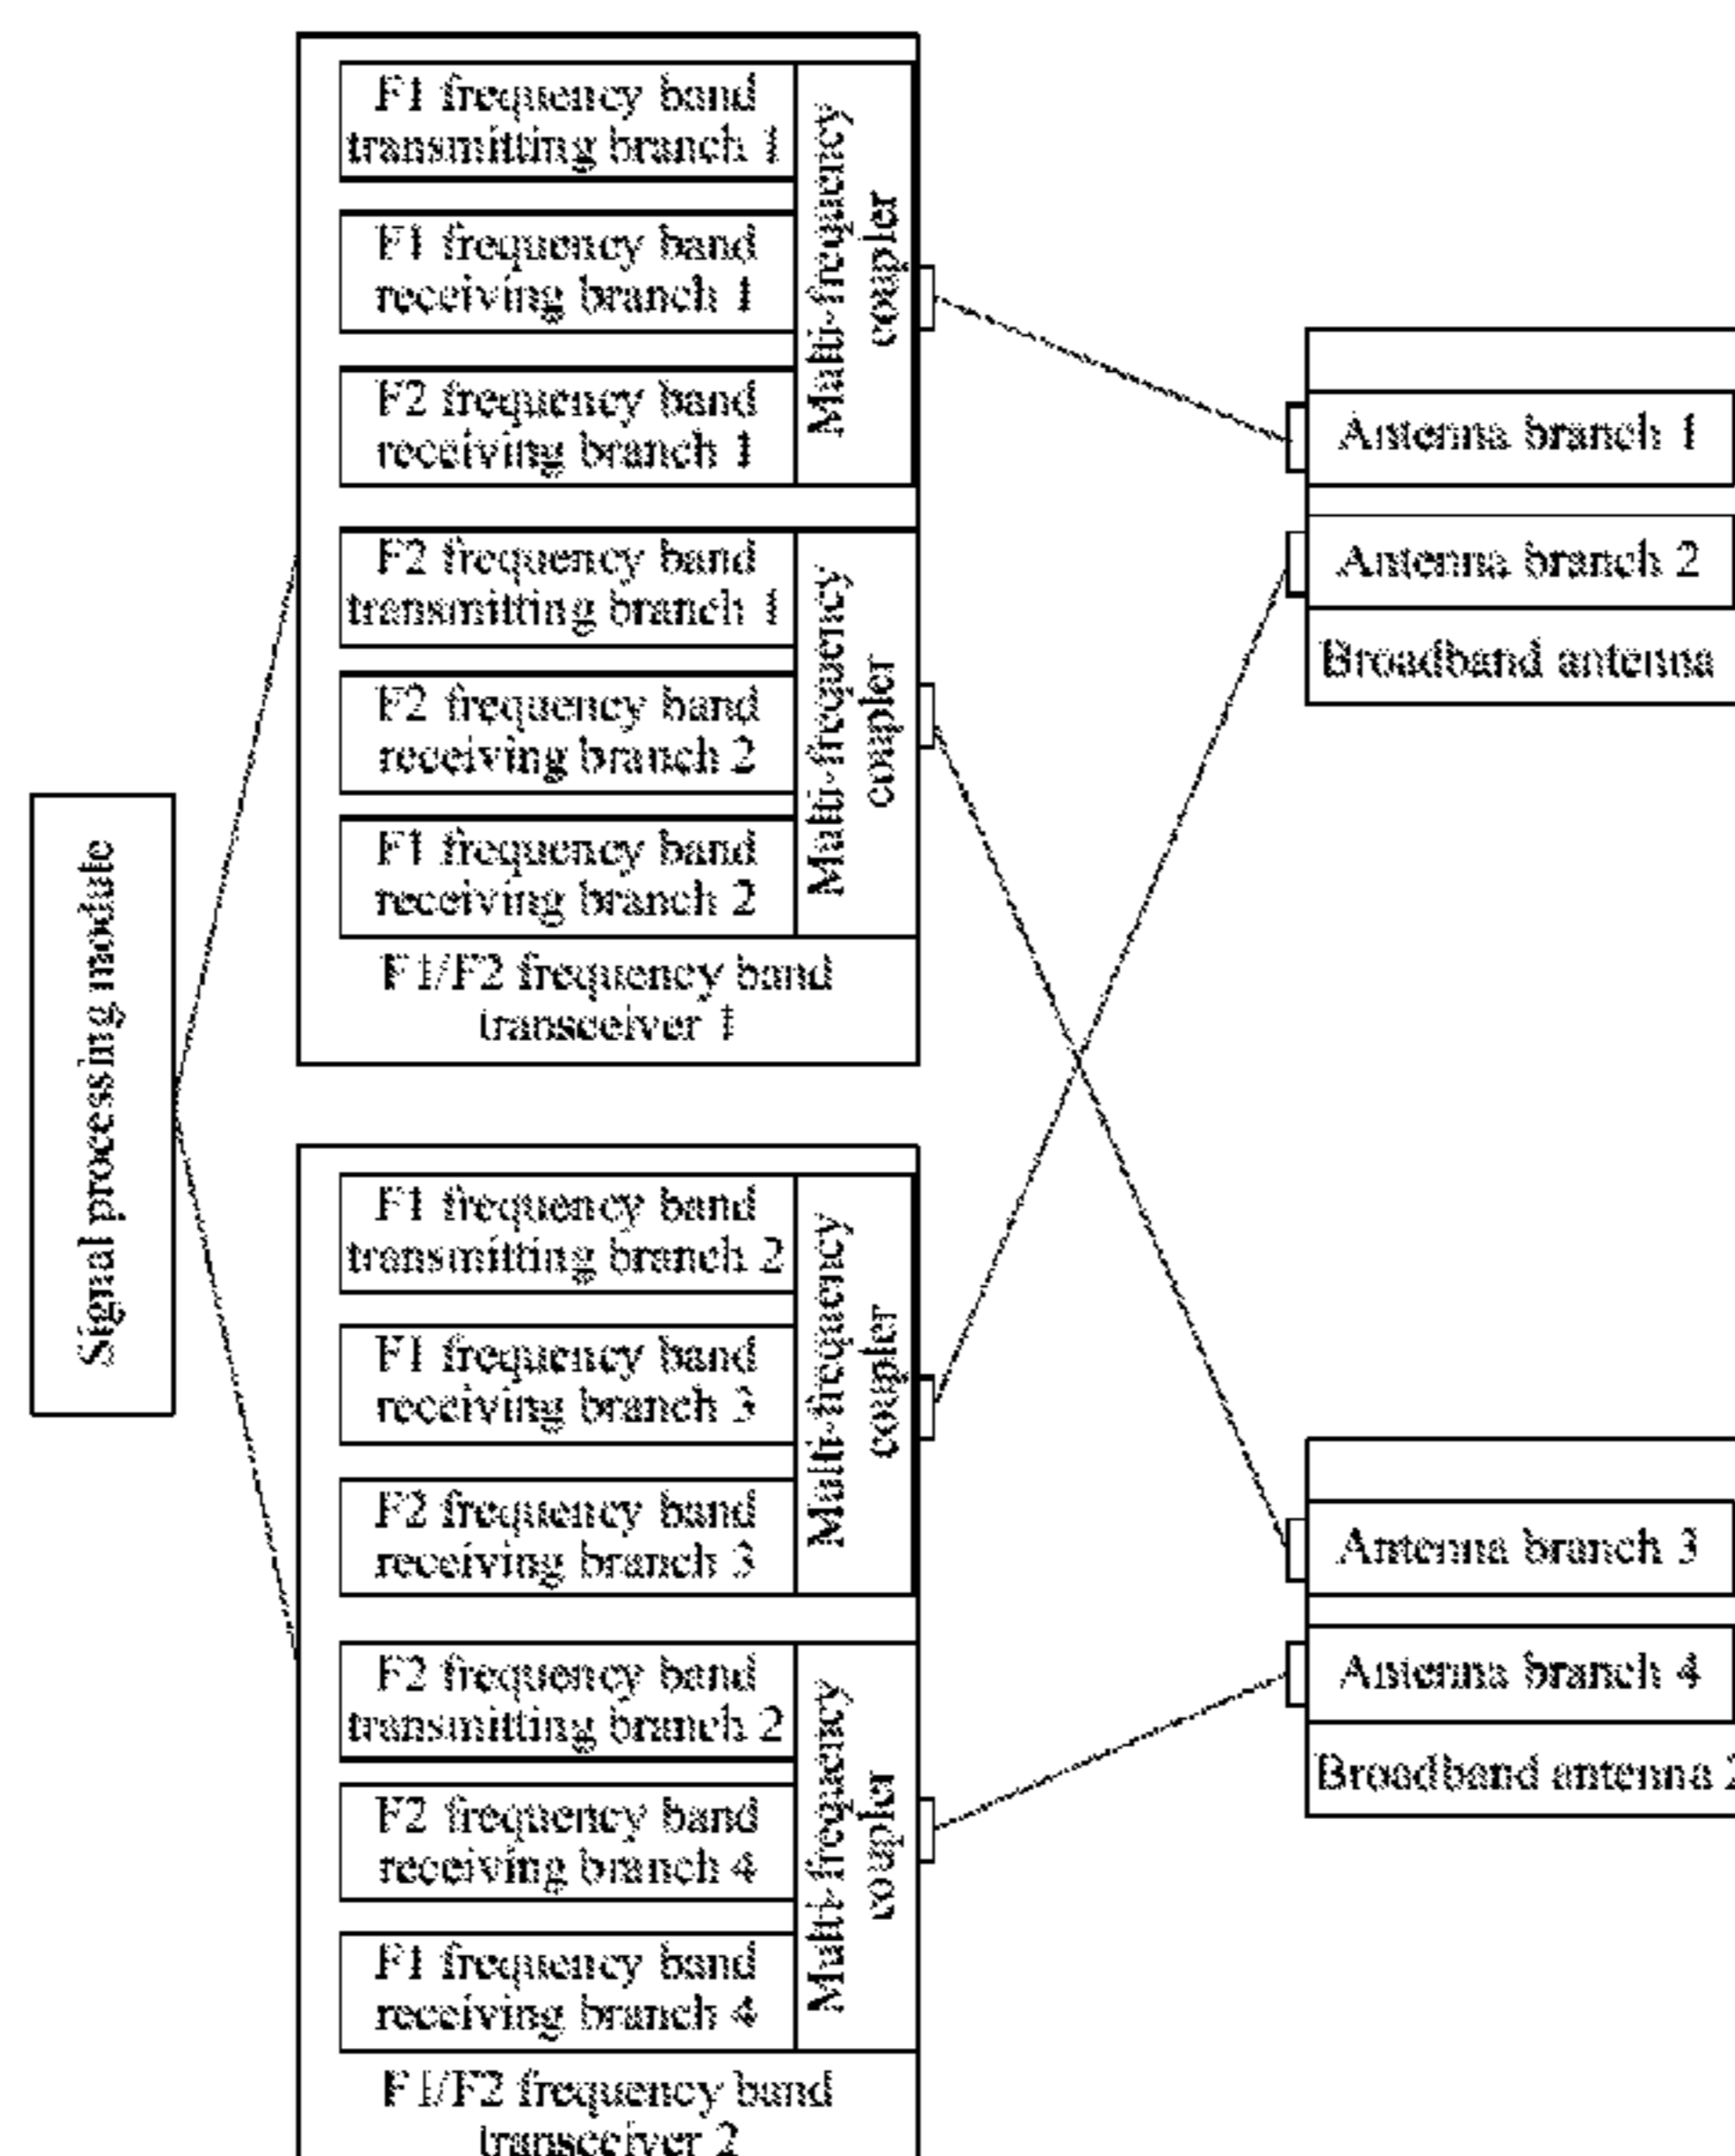 Signal processing module
F1 frequency band
transmitting branch 1
F1 frequency band
receiving branch 1
F2 frequency band
receiving branch 1
Multi-frequency
coupler
F2 frequency band
transmitting branch 1
F2 frequency band
receiving branch 2
F1 frequency band
receiving branch 2
Multi-frequency
coupler
F1/F2 frequency band
transceiver 1
F1 frequency band
transmitting branch 2
F1 frequency band
receiving branch 3
F2 frequency band
receiving branch 3
Multi-frequency
coupler
F2 frequency band
transmitting branch 2
F2 frequency band
receiving branch 4
F1 frequency band
receiving branch 4
Multi-frequency
coupler
F1/F2 frequency band
transceiver 2
Antenna branch 1
Antenna branch 2
Broadband antenna
Antenna branch 3
Antenna branch 4
Broadband antenna 2